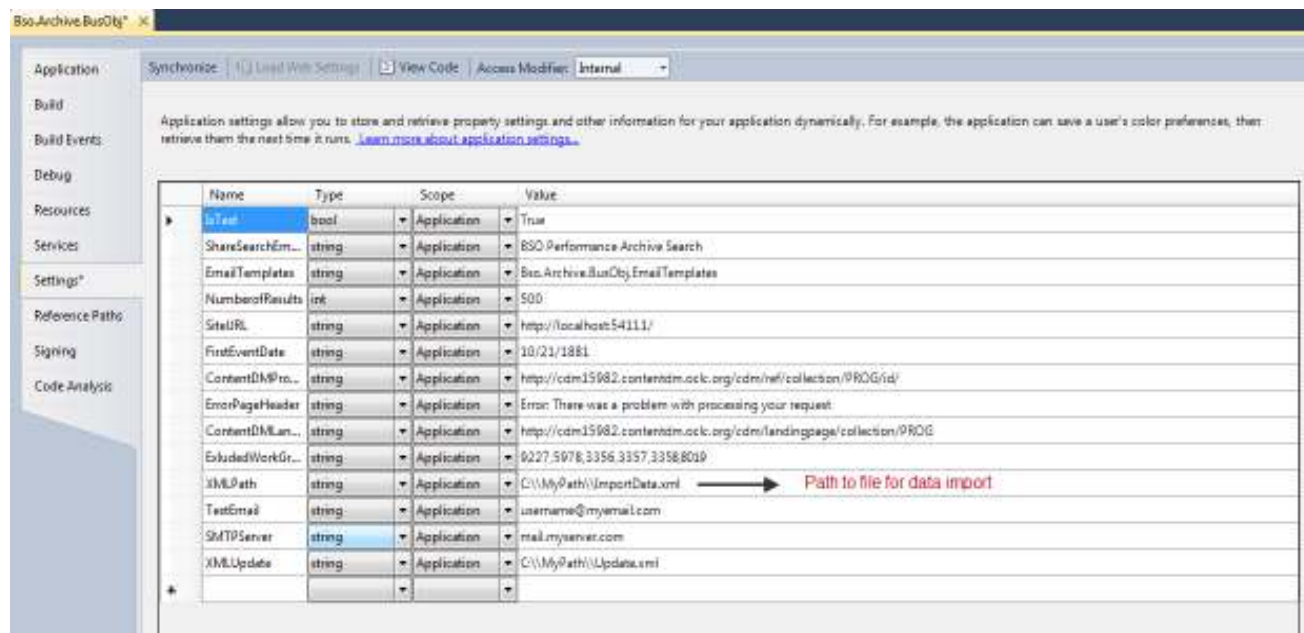 Bso.Archive.BusObj*
Application
Synchronize Load Web Settings View Code Access Modifier: Internal
Build
Application settings allow you to store and retrieve property settings and other information for your application dynamically. For example, the application can save a user's color preferences, then
retrieve them the next time it runs. Learn more about application settings...
Build Events
Debug
Resources
Services
Settings*
Reference Paths
Signing
Code Analysis
Name Type Scope Value
IsTest bool Application True
ShareSearchEm... string Application BSO Performance Archive Search
EmailTemplates string Application Bso.Archive.BusObj.EmailTemplates
NumberofResults int Application 500
SiteURL string Application http://localhost:54111/
FirstEventDate string Application 10/21/1881
ContentDMPro... string Application http://cdm15982.contentdm.oclc.org/cdm/ref/collection/PROG/id/
ErrorPageHeader string Application Error: There was a problem with processing your request
ContentDMLan... string Application http://cdm15982.contentdm.oclc.org/cdm/landingpage/collection/PROG
ExludedWorkGr... string Application 9227,5978,3356,3357,3358,8019
XMLPath string Application C:\\MyPath\\ImportData.xml Path to file for data import
TestEmail string Application username@myemail.com
SMTPServer string Application mail.myserver.com
XMLUpdate string Application C:\\MyPath\\Update.xml